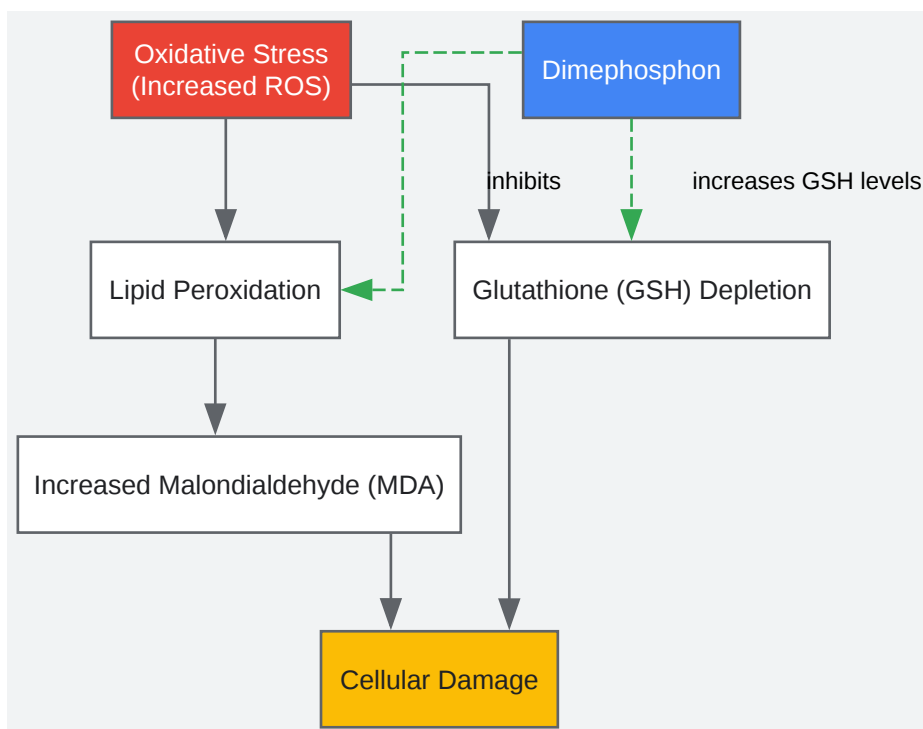 Oxidative Stress
(Increased ROS)
Dimephosphon
inhibits
increases GSH levels
Lipid Peroxidation
Glutathione (GSH) Depletion
Increased Malondialdehyde (MDA)
Cellular Damage